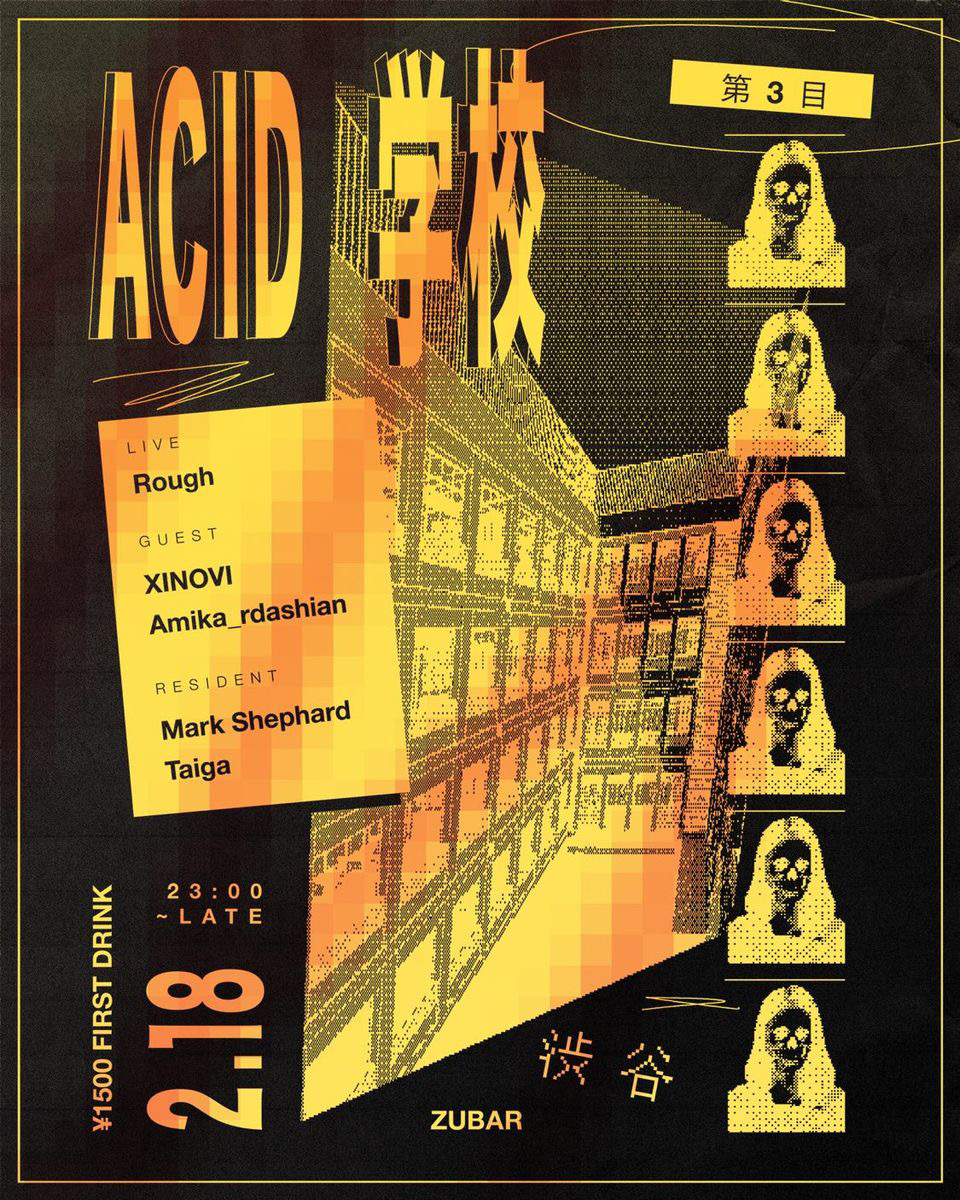 ACID 学校
第 3 目
LIVE
Rough
GUEST
XINOVI
Amika_rdashian
RESIDENT
Mark Shephard
Taiga
23:00
~LATE
2.18
¥1500 FIRST DRINK
渋谷
ZUBAR